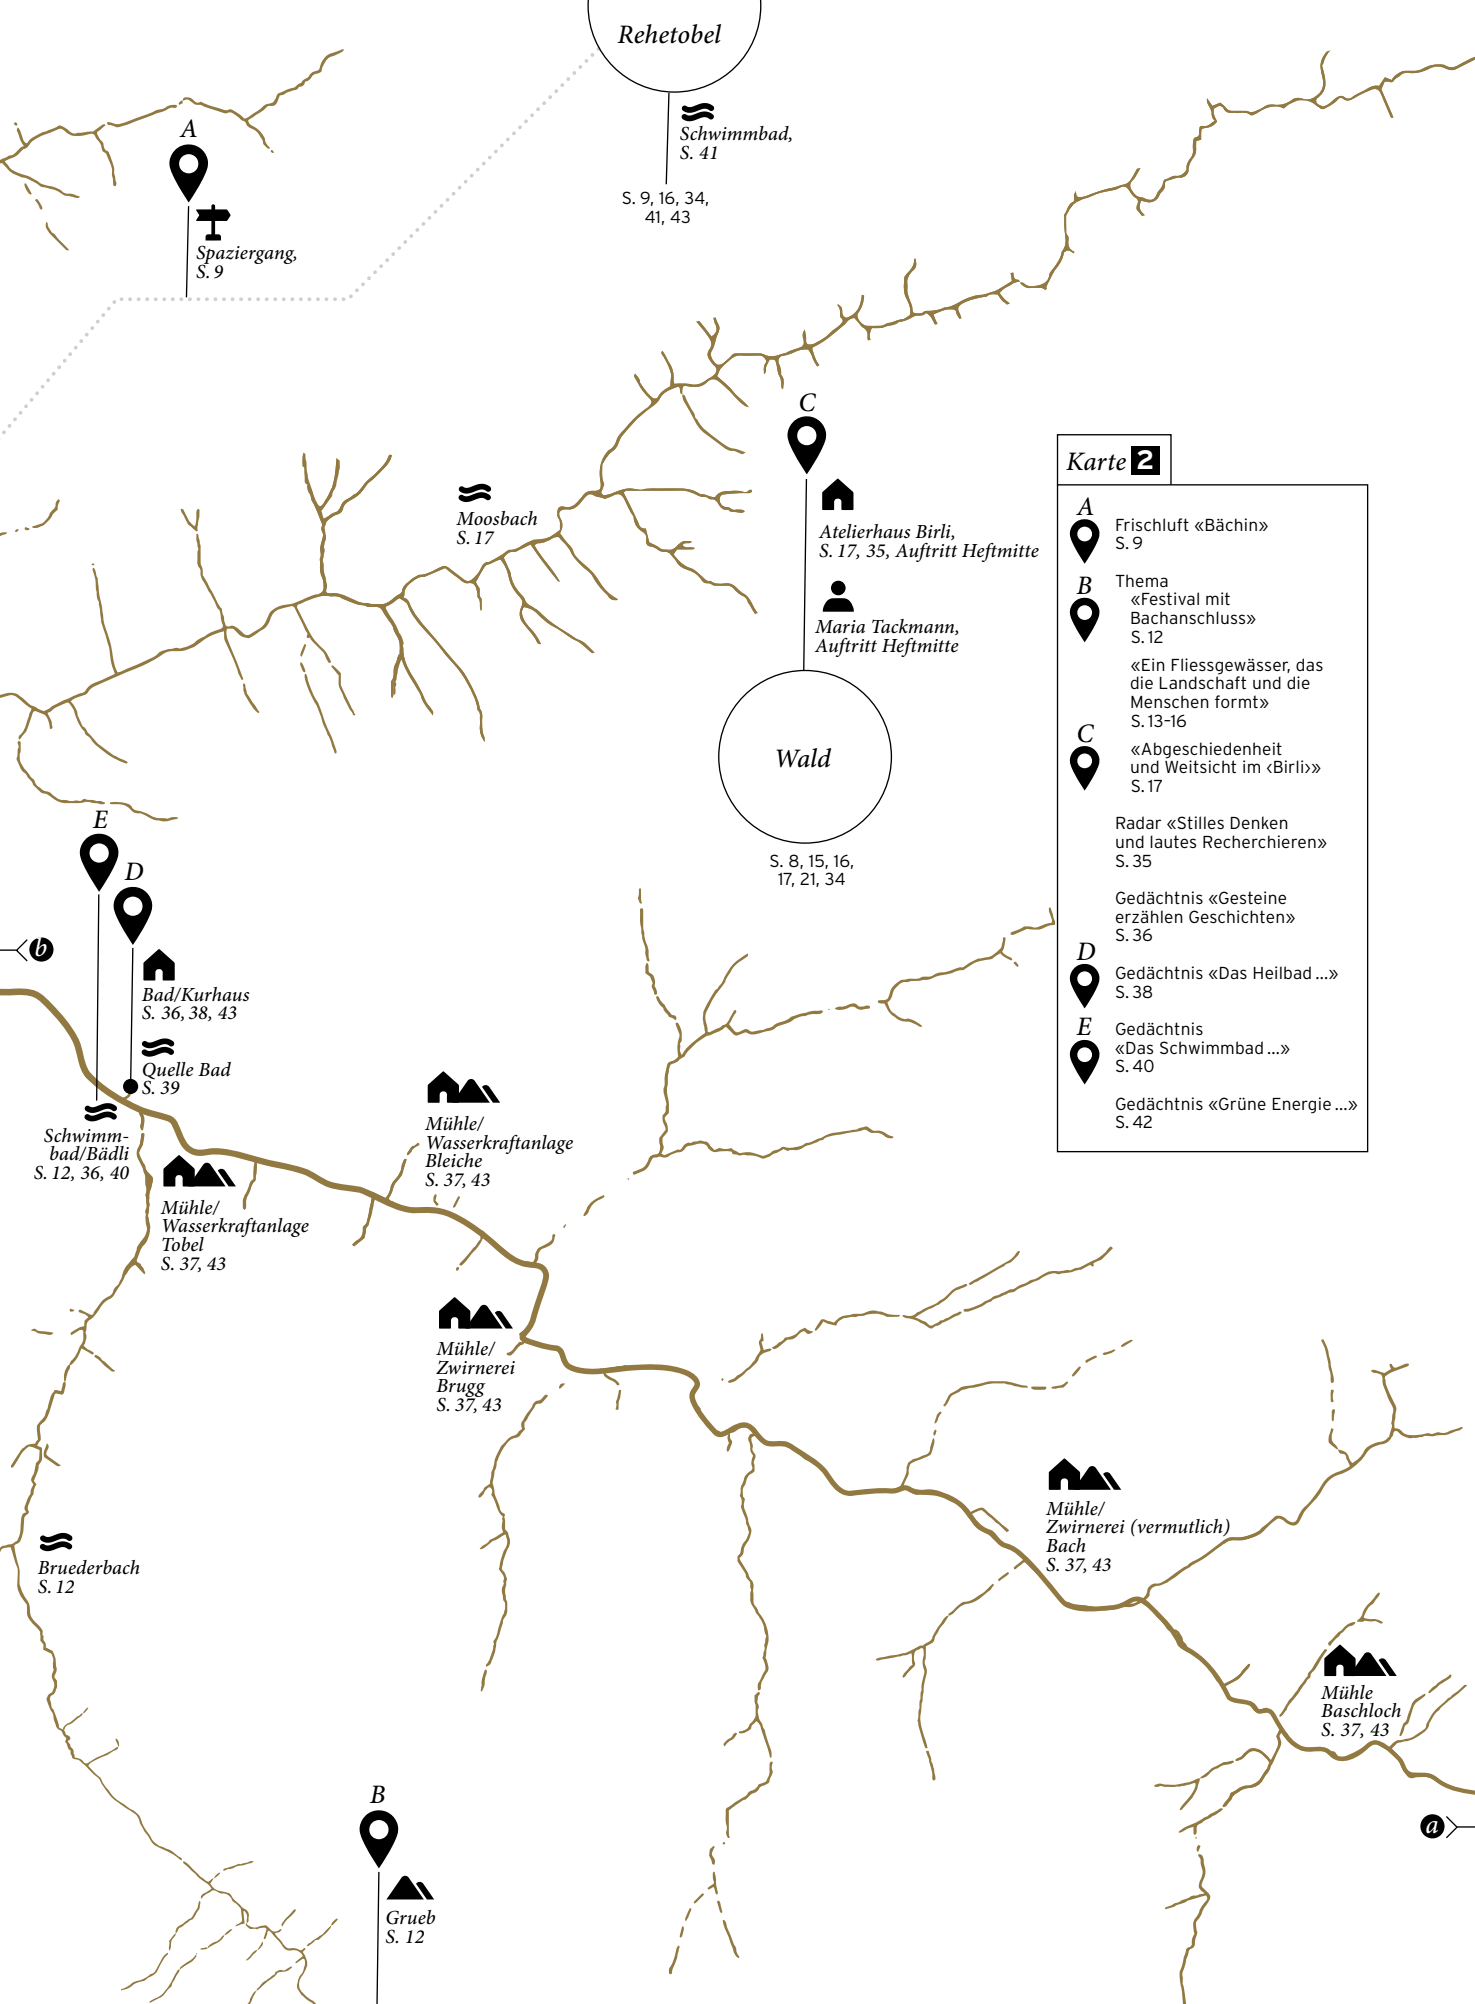 Rehetobel
Schwimmbad,
S. 41
S. 9, 16, 34,
41, 43
A
Spaziergang,
S. 9
C
Atelierhaus Birli,
S. 17, 35, Auftritt Heftmitte
Maria Tackmann,
Auftritt Heftmitte
Moosbach
S. 17
Wald
S. 8, 15, 16,
17, 21, 34
Karte 2
A
Frischluft «Bächin»
S. 9
B
Thema
«Festival mit
Bachanschluss»
S. 12
«Ein Fliessgewässer, das
die Landschaft und die
Menschen formt»
S. 13–16
C
«Abgeschiedenheit
und Weitsicht im ‹Birli›»
S. 17
Radar «Stilles Denken
und lautes Recherchieren»
S. 35
Gedächtnis «Gesteine
erzählen Geschichten»
S. 36
D
Gedächtnis «Das Heilbad ...»
S. 38
E
Gedächtnis
«Das Schwimmbad ...»
S. 40
Gedächtnis «Grüne Energie ...»
S. 42
E
D
b
Bad/Kurhaus
S. 36, 38, 43
Quelle Bad
S. 39
Schwimm-
bad/Bädli
S. 12, 36, 40
Mühle/
Wasserkraftanlage
Tobel
S. 37, 43
Mühle/
Wasserkraftanlage
Bleiche
S. 37, 43
Mühle/
Zwirnerei
Brugg
S. 37, 43
Mühle/
Zwirnerei (vermutlich)
Bach
S. 37, 43
Bruederbach
S. 12
Mühle
Baschloch
S. 37, 43
a
B
Grueb
S. 12